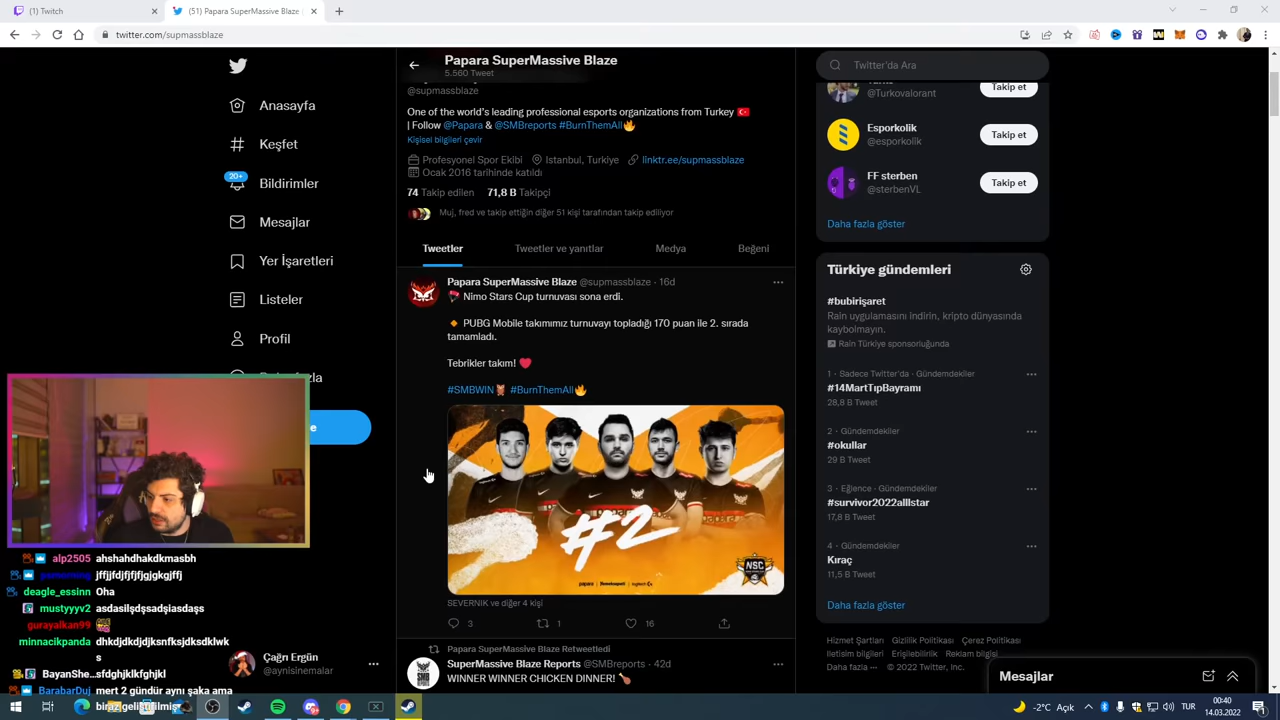 (1) Twitch
(51) Papara SuperMassive Blaze
twitter.com/supmassblaze
Papara SuperMassive Blaze
5.560 Tweet
@supmassblaze
One of the world's leading professional esports organizations from Turkey 🇹🇷
| Follow @Papara & @SMBreports #BurnThemAll🔥
Kişisel bilgileri çevir
Profesyonel Spor Ekibi Istanbul, Turkiye linktr.ee/supmassblaze
Ocak 2016 tarihinde katıldı
74 Takip edilen 71,8 B Takipçi
Muj, fred ve takip ettiğin diğer 51 kişi tarafından takip ediliyor
Tweetler Tweetler ve yanıtlar Medya Beğeni
Papara SuperMassive Blaze @supmassblaze · 16d
Nimo Stars Cup turnuvası sona erdi.
🔸 PUBG Mobile takımımız turnuvayı topladığı 170 puan ile 2. sırada
tamamladı.
Tebrikler takım! ❤
#SMBWIN #BurnThemAll🔥
#2
papara
NSC
SEVERNIK ve diğer 4 kişi
3 1 16
Papara SuperMassive Blaze Retweetledi
SuperMassive Blaze Reports @SMBreports · 42d
WINNER WINNER CHICKEN DINNER! 🍗
Anasayfa
Keşfet
20+
Bildirimler
Mesajlar
Yer İşaretleri
Listeler
Profil
zla
e
alp2505 ahshahdhakdkmasbh
jffjjfdjfjfjfjgjgkgjffj
deagle_essinn Oha
mustyyyv2 asdasilşdşsadşiasdaşs
gurayalkan99
minnacikpanda dhkdjdkdjdjksnfksjdksdklwk
s
BayanShe... sfdghjklkfghjkl
BarabarDuj mert 2 gündür aynı şaka ama
biraz geliştirilmiş
Çağrı Ergün
@aynisinemalar
Twitter'da Ara
@Turkovalorant
Takip et
Esporkolik
@esporkolik
Takip et
FF sterben
@sterbenVL
Takip et
Daha fazla göster
Türkiye gündemleri
#bubirişaret
Rain uygulamasını indirin, kripto dünyasında
kaybolmayın.
Rain Türkiye sponsorluğunda
1 · Sadece Twitter'da · Gündemdekiler
#14MartTıpBayramı
28,8 B Tweet
2 · Gündemdekiler
#okullar
29 B Tweet
3 · Eğlence · Gündemdekiler
#survivor2022allstar
17,8 B Tweet
4 · Gündemdekiler
Kıraç
11,5 B Tweet
Daha fazla göster
Hizmet Şartları Gizlilik Politikası Çerez Politikası
İletişim bilgileri Erişilebilirlik Reklam bilgisi
Daha fazla ··· © 2022 Twitter, Inc.
Mesajlar
-2°C Açık
TUR
00:40
14.03.2022